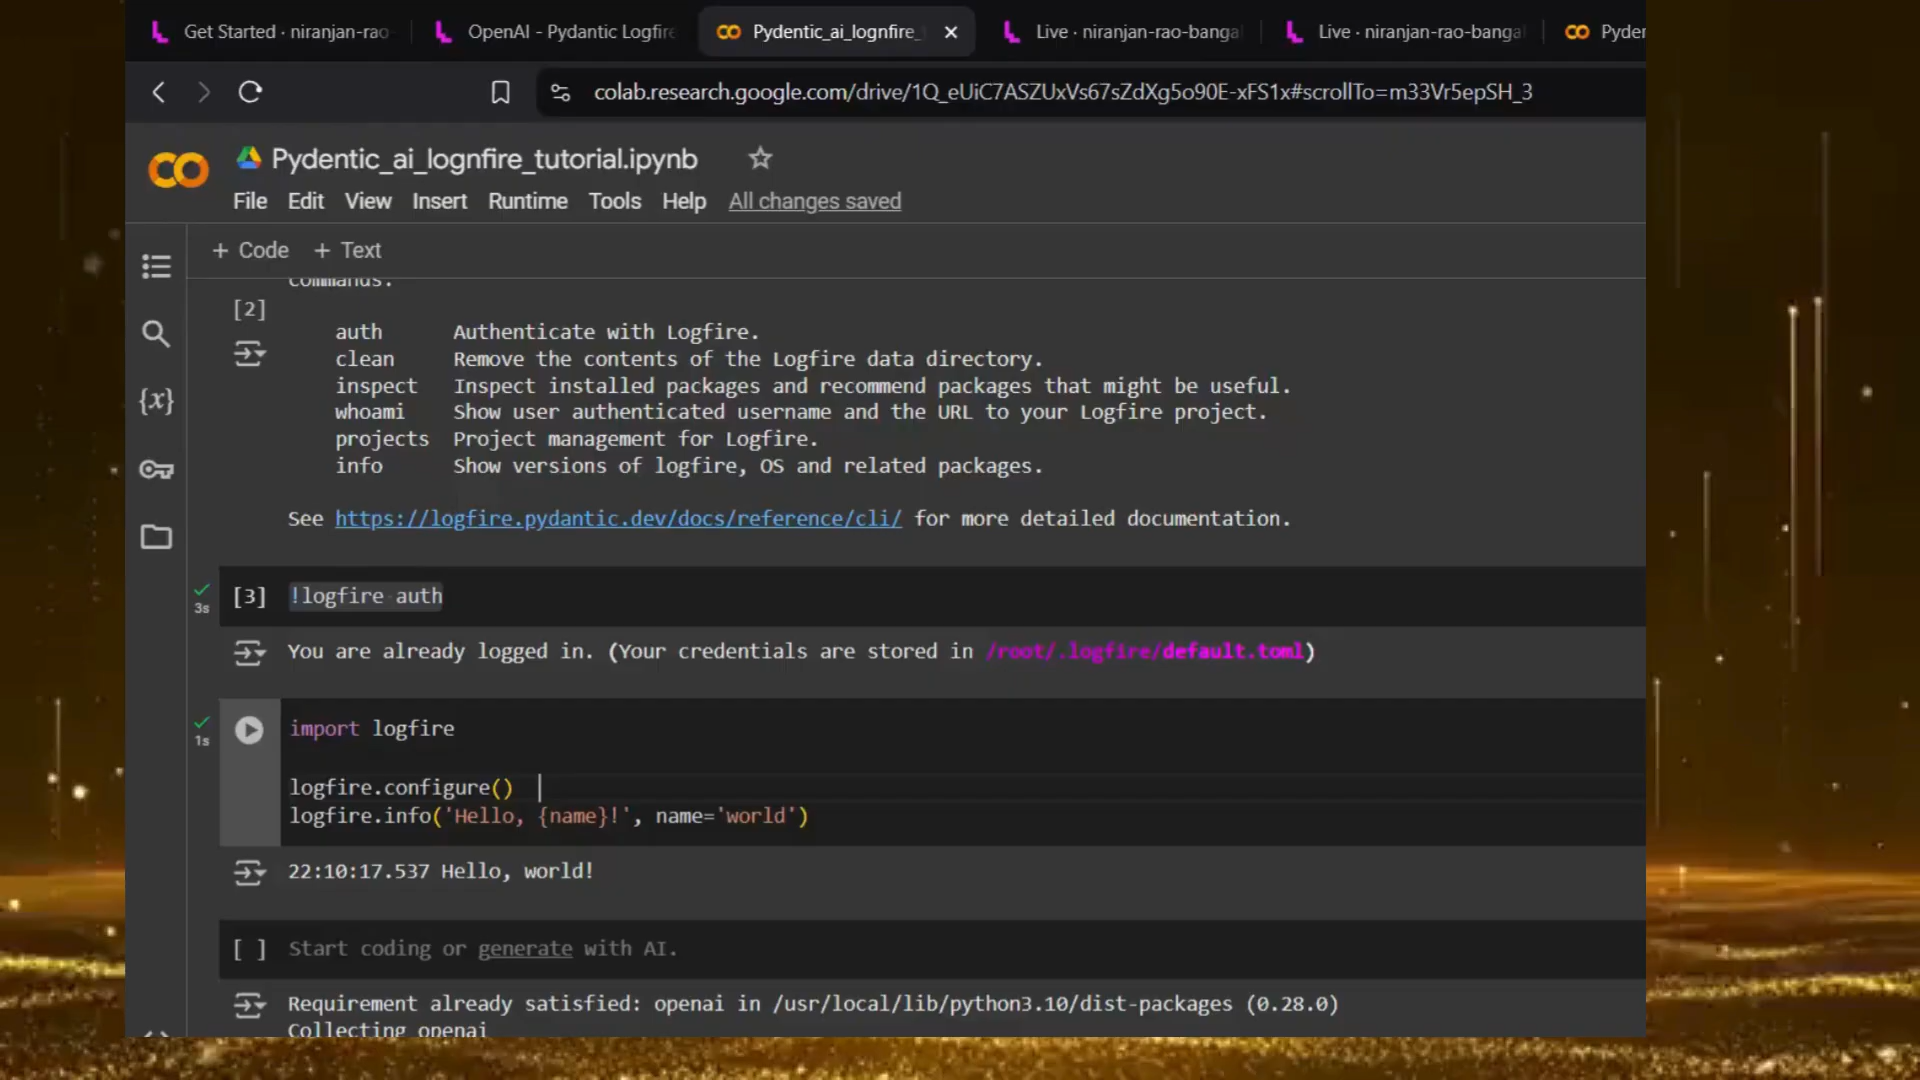 Get Started · niranjan-rao
OpenAI - Pydantic Logfire
Pydentic_ai_lognfire_
Live · niranjan-rao-banga
Live · niranjan-rao-banga
Pyder
colab.research.google.com/drive/1Q_eUiC7ASZUxVs67sZdXg5o90E-xFS1x#scrollTo=m33Vr5epSH_3
Pydentic_ai_lognfire_tutorial.ipynb
File Edit View Insert Runtime Tools Help All changes saved
+ Code + Text
commands:
[2]
auth Authenticate with Logfire.
clean Remove the contents of the Logfire data directory.
inspect Inspect installed packages and recommend packages that might be useful.
whoami Show user authenticated username and the URL to your Logfire project.
projects Project management for Logfire.
info Show versions of logfire, OS and related packages.
See https://logfire.pydantic.dev/docs/reference/cli/ for more detailed documentation.
3s [3] !logfire auth
You are already logged in. (Your credentials are stored in /root/.logfire/default.toml)
1s import logfire
logfire.configure()
logfire.info('Hello, {name}!', name='world')
22:10:17.537 Hello, world!
[ ] Start coding or generate with AI.
Requirement already satisfied: openai in /usr/local/lib/python3.10/dist-packages (0.28.0)
Collecting openai